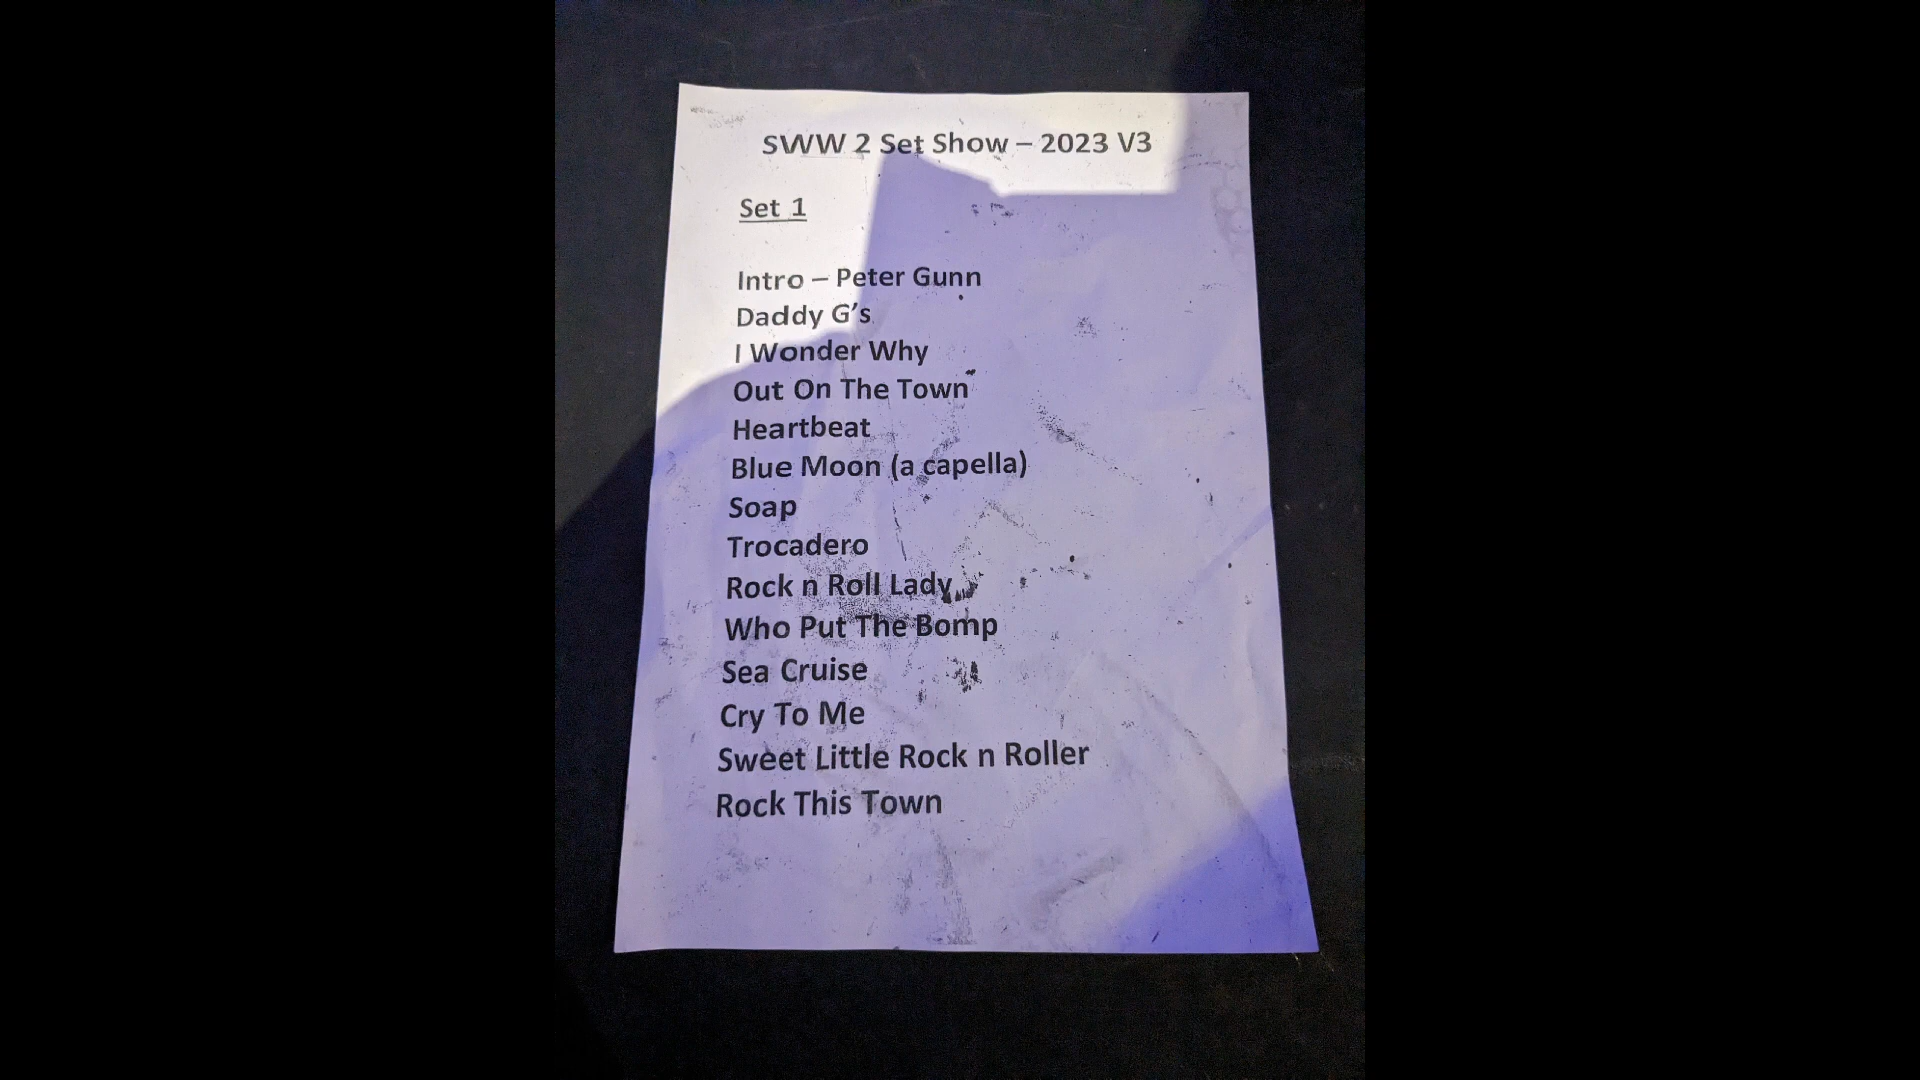 SWW 2 Set Show – 2023 V3
Set 1
Intro – Peter Gunn
Daddy G's
I Wonder Why
Out On The Town
Heartbeat
Blue Moon (a capella)
Soap
Trocadero
Rock n Roll Lady
Who Put The Bomp
Sea Cruise
Cry To Me
Sweet Little Rock n Roller
Rock This Town